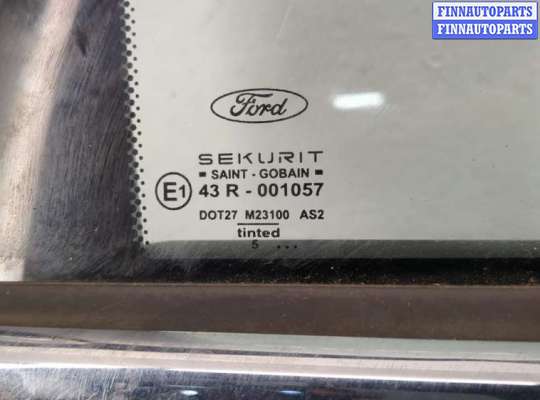 FINNAUTOPARTS
FINNAUTOPARTS
Ford
SEKURIT
SAINT - GOBAIN
E1 43 R - 001057
DOT27 M23100 AS2
tinted
5 ...